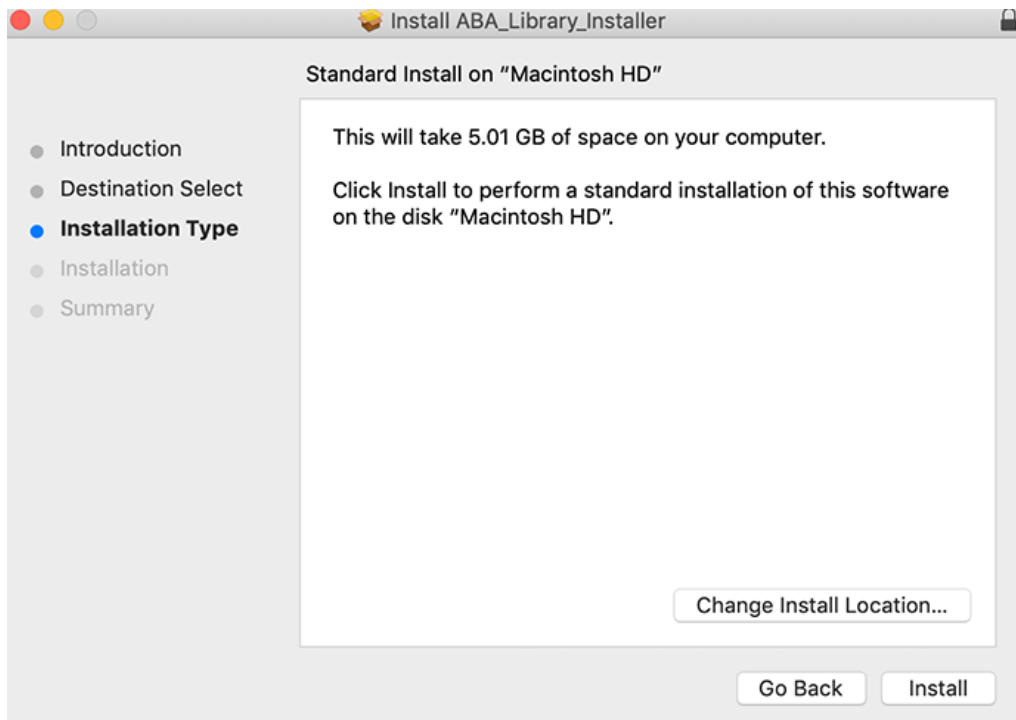 Install ABA_Library_Installer
Standard Install on “Macintosh HD”
Introduction
Destination Select
Installation Type
Installation
Summary
This will take 5.01 GB of space on your computer.
Click Install to perform a standard installation of this software
on the disk “Macintosh HD”.
Change Install Location...
Go Back
Install